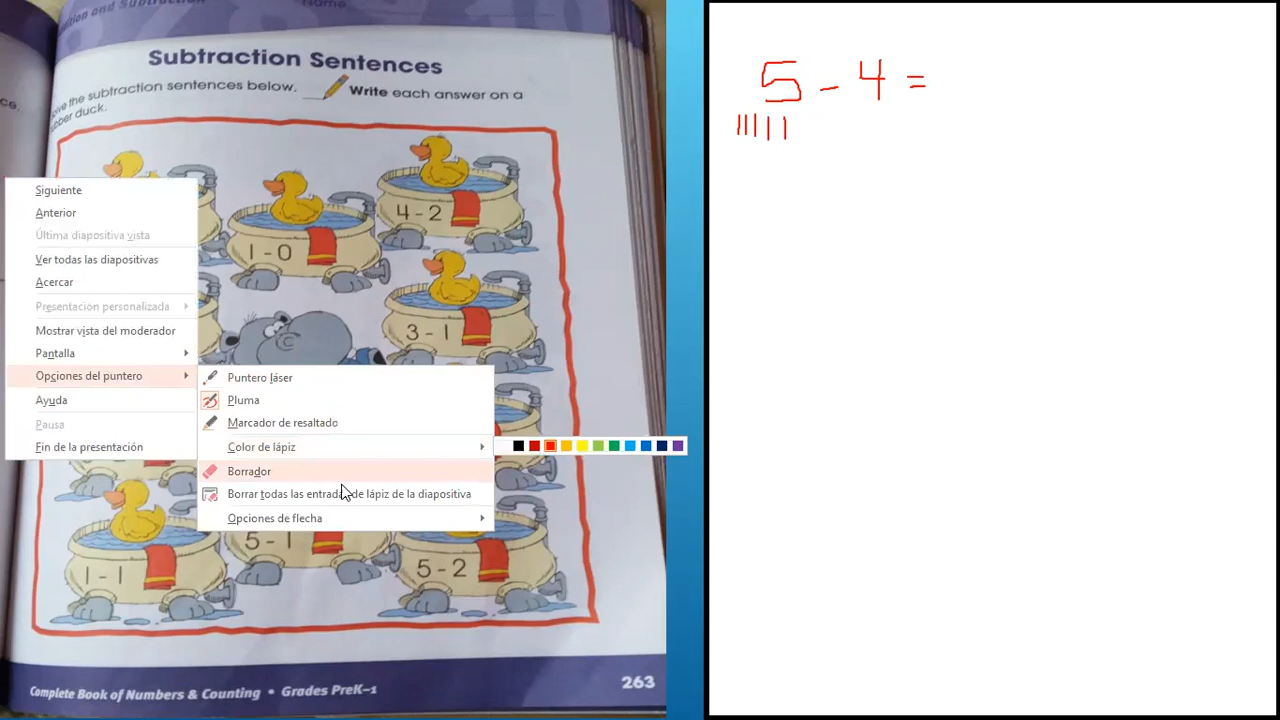 Name
Subtraction Sentences
the subtraction sentences below. Write each answer on a
rubber duck.
4 - 2
1 - 0
3 - 1
5 - 1
1 - 1
5 - 2
Complete Book of Numbers & Counting • Grades PreK–1
263
Siguiente
Anterior
Última diapositiva vista
Ver todas las diapositivas
Acercar
Presentación personalizada
Mostrar vista del moderador
Pantalla
Opciones del puntero
Ayuda
Pausa
Fin de la presentación
Puntero láser
Pluma
Marcador de resaltado
Color de lápiz
Borrador
Borrar todas las entradas de lápiz de la diapositiva
Opciones de flecha
5 - 4 =